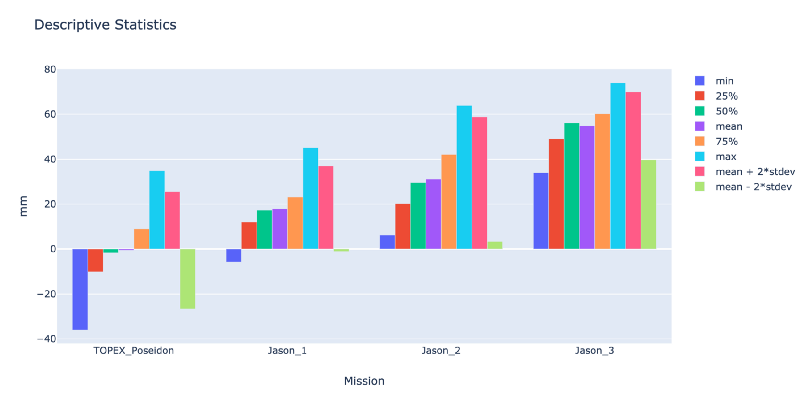 Descriptive Statistics
80
60
40
20
0
−20
−40
mm
TOPEX_Poseidon
Jason_1
Jason_2
Jason_3
Mission
min
25%
50%
mean
75%
max
mean + 2*stdev
mean - 2*stdev